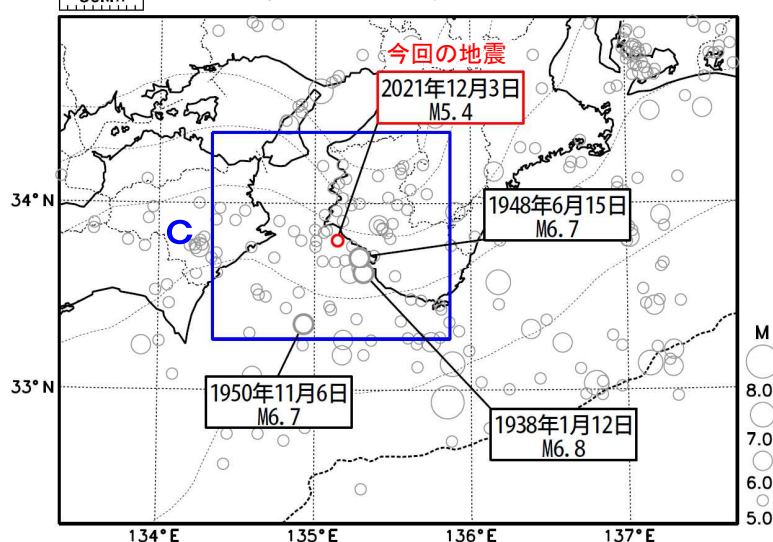 今回の地震
2021年12月3日
M5.4
1948年6月15日
M6.7
34°N
C
M
8.0
7.0
6.0
5.0
33°N
1950年11月6日
M6.7
1938年1月12日
M6.8
134°E
135°E
136°E
137°E